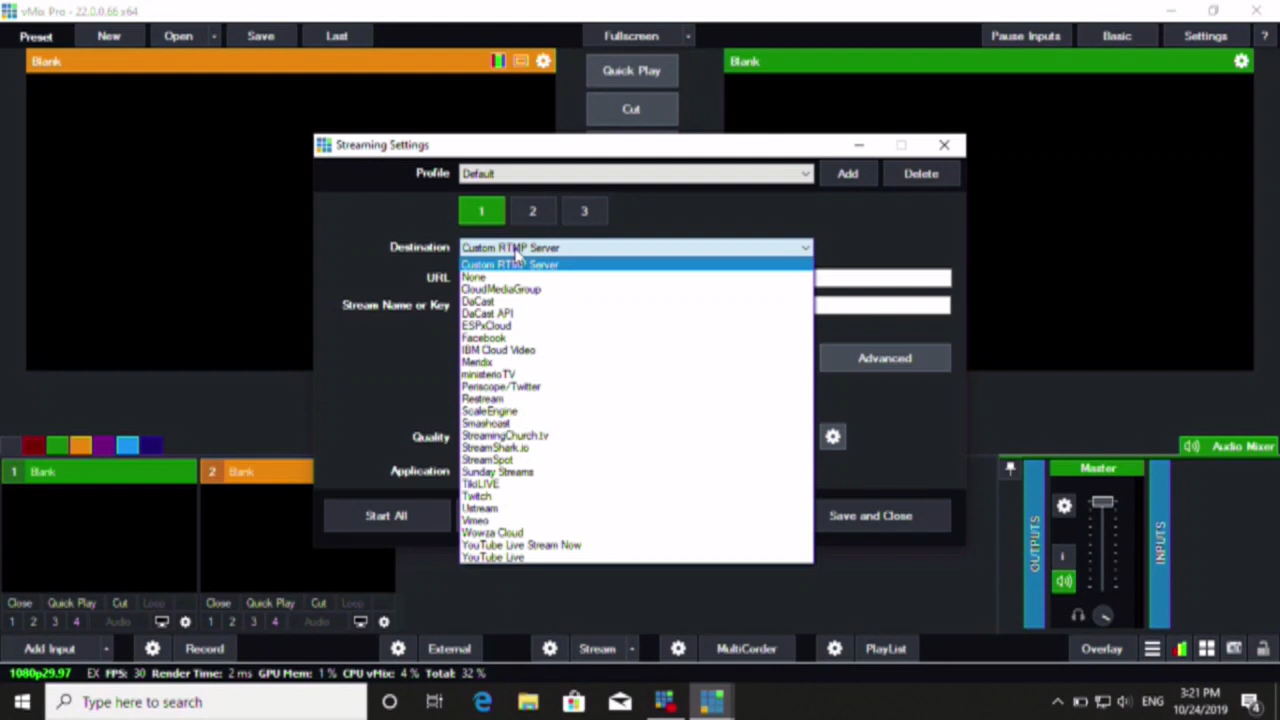 vMix Pro - 22.0.0.66 x64
Preset New Open Save Last Fullscreen Pause Inputs Basic Settings ?
Blank
Quick Play
Blank
Cut
Streaming Settings
Profile Default Add Delete
1 2 3
Destination Custom RTMP Server
Custom RTMP Server
URL
None
CloudMediaGroup
DaCast
Stream Name or Key
DaCast API
ESPxCloud
Facebook
IBM Cloud Video
Advanced
Meridix
ministerioTV
Periscope/Twitter
Restream
ScaleEngine
Smashcast
Quality
StreamingChurch.tv
StreamShark.io
StreamSpot
Application
Sunday Streams
TikiLIVE
Twitch
Ustream
Start All
Vimeo
Save and Close
Wowza Cloud
YouTube Live Stream Now
YouTube Live
Audio Mixer
1 Blank
2 Blank
Master
OUTPUTS
INPUTS
Close Quick Play Cut Loop
1 2 3 4 Audio
Close Quick Play Cut Loop
1 2 3 4 Audio
Add Input Record External Stream MultiCorder PlayList Overlay
1080p29.97 EX FPS: 30 Render Time: 2 ms GPU Mem: 1 % CPU vMix: 4 % Total: 32 %
Type here to search
ENG
3:21 PM
10/24/2019
4